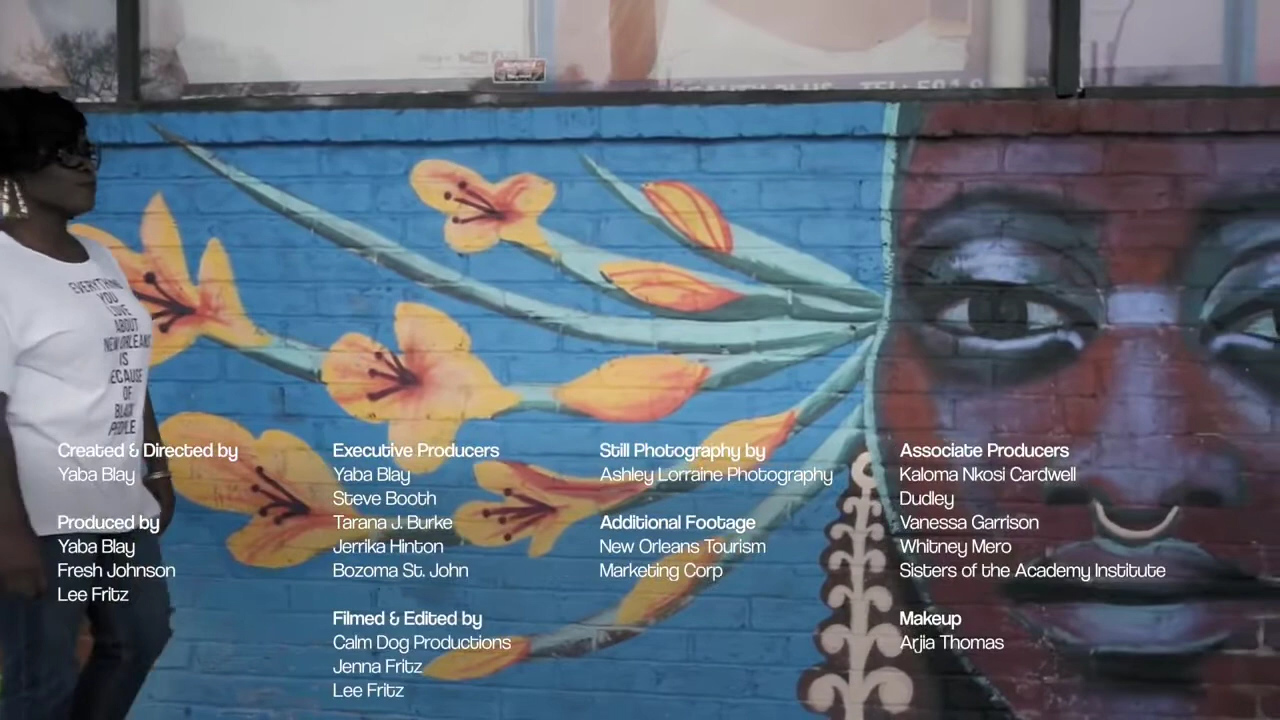 EVERYTHING
YOU
LOVE
ABOUT
NEW ORLEANS
IS
BECAUSE
OF
BLACK
PEOPLE
Created & Directed by
Yaba Blay
Produced by
Yaba Blay
Fresh Johnson
Lee Fritz
Executive Producers
Yaba Blay
Steve Booth
Tarana J. Burke
Jerrika Hinton
Bozoma St. John
Filmed & Edited by
Calm Dog Productions
Jenna Fritz
Lee Fritz
Still Photography by
Ashley Lorraine Photography
Additional Footage
New Orleans Tourism
Marketing Corp
Associate Producers
Kaloma Nkosi Cardwell
Dudley
Vanessa Garrison
Whitney Mero
Sisters of the Academy Institute
Makeup
Arjia Thomas